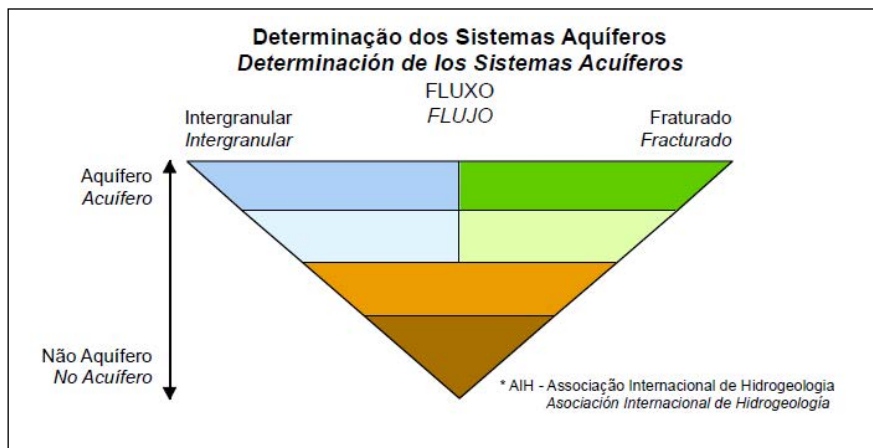 Determinação dos Sistemas Aquíferos
Determinación de los Sistemas Acuíferos
FLUXO
FLUJO
Intergranular
Intergranular
Fraturado
Fracturado
Aquífero
Acuífero
Não Aquífero
No Acuífero
* AIH - Associação Internacional de Hidrogeologia
Asociación Internacional de Hidrogeología